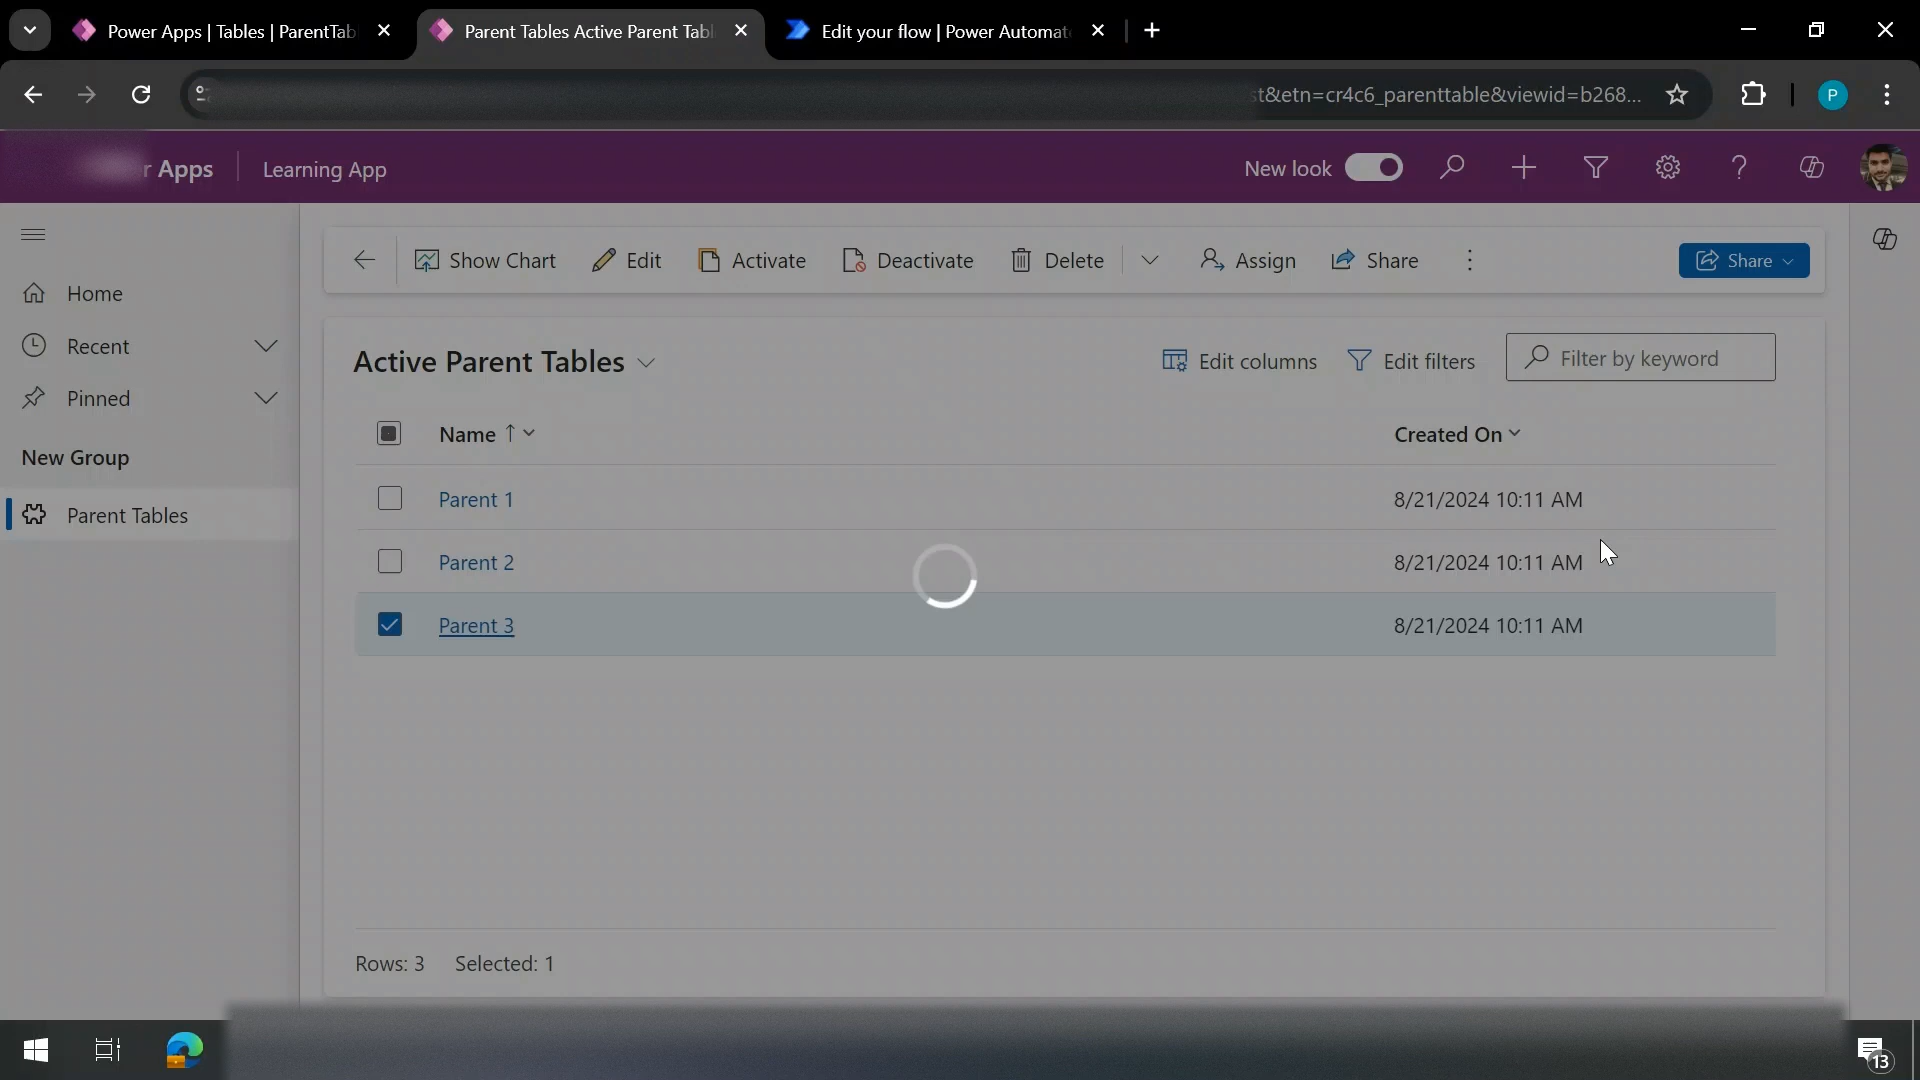 Power Apps | Tables | ParentTab
Parent Tables Active Parent Tabl
Edit your flow | Power Automate
st&etn=cr4c6_parenttable&viewid=b268...
P
r Apps
Learning App
New look
Show Chart
Edit
Activate
Deactivate
Delete
Assign
Share
Share
Home
Recent
Pinned
New Group
Parent Tables
Active Parent Tables
Edit columns
Edit filters
Filter by keyword
Name
Created On
Parent 1
8/21/2024 10:11 AM
Parent 2
8/21/2024 10:11 AM
Parent 3
8/21/2024 10:11 AM
Rows: 3
Selected: 1
13